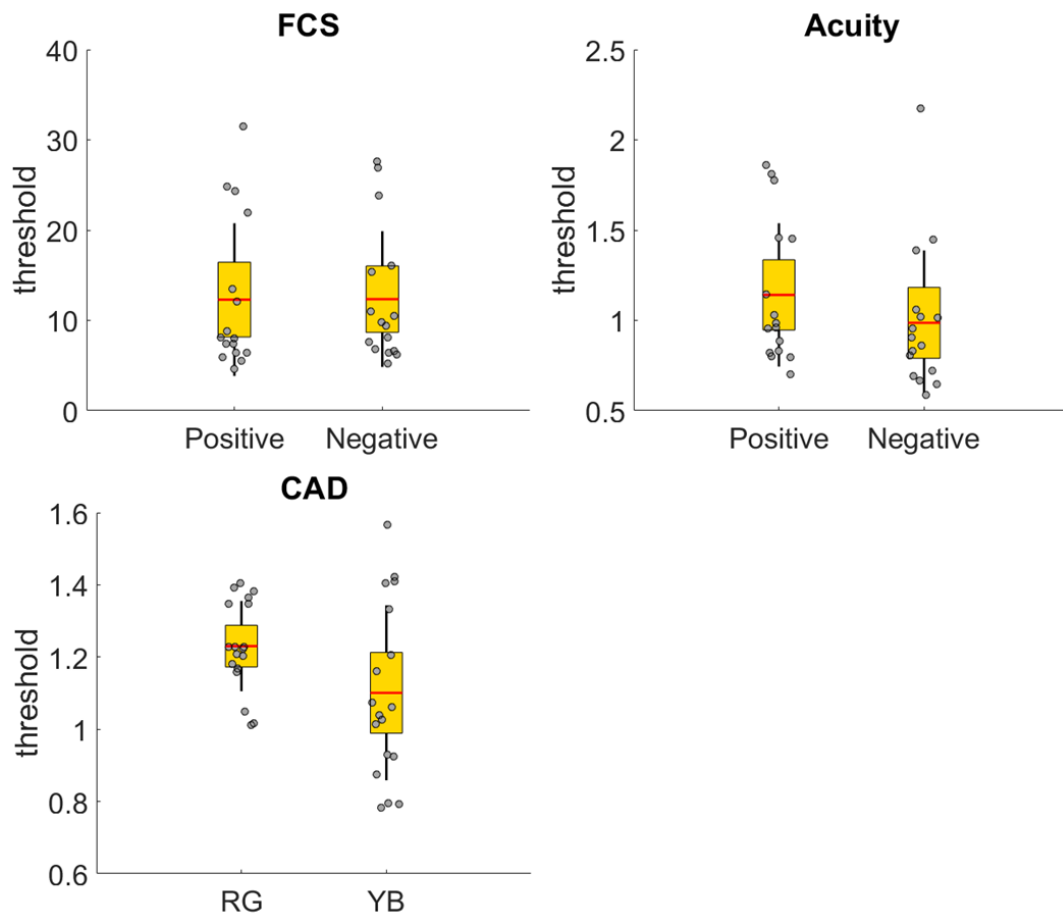 FCS
40
30
20
10
0
threshold
Positive Negative
Acuity
2.5
2
1.5
1
0.5
threshold
Positive Negative
CAD
1.6
1.4
1.2
1
0.8
0.6
threshold
RG YB